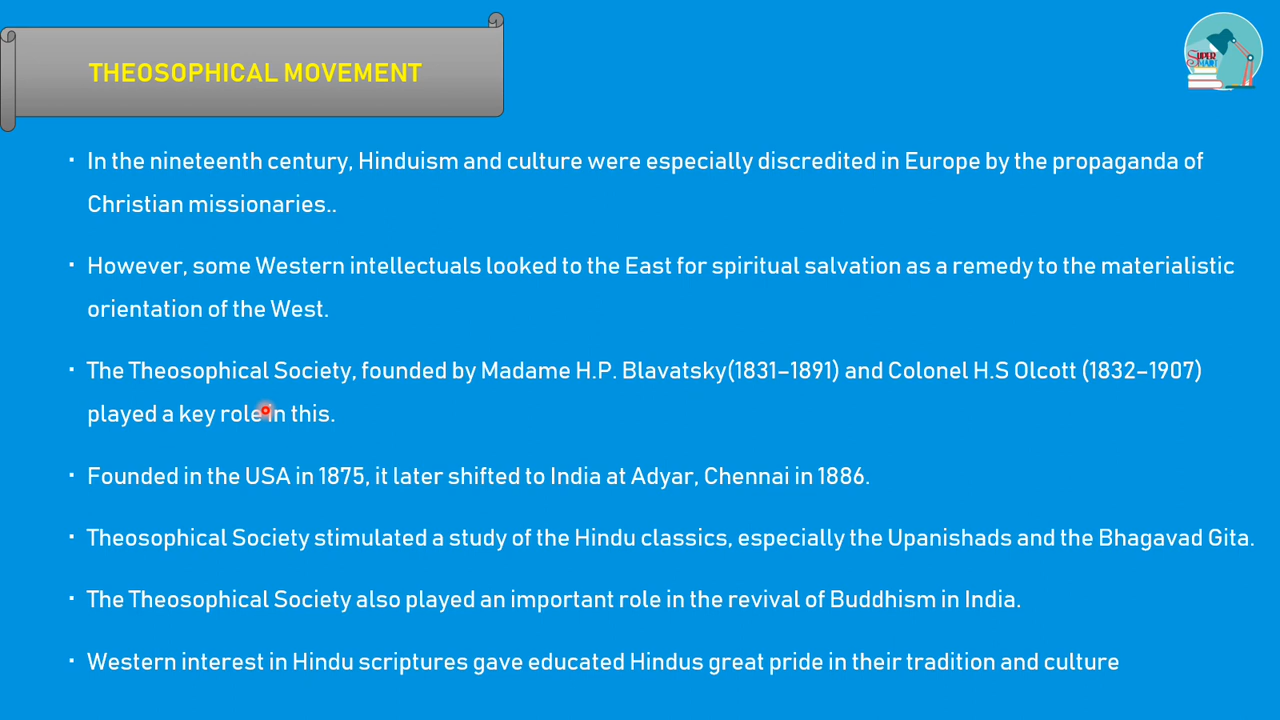 THEOSOPHICAL MOVEMENT
SUPER
SMART
· In the nineteenth century, Hinduism and culture were especially discredited in Europe by the propaganda of
Christian missionaries..
· However, some Western intellectuals looked to the East for spiritual salvation as a remedy to the materialistic
orientation of the West.
· The Theosophical Society, founded by Madame H.P. Blavatsky(1831–1891) and Colonel H.S Olcott (1832–1907)
played a key role in this.
· Founded in the USA in 1875, it later shifted to India at Adyar, Chennai in 1886.
· Theosophical Society stimulated a study of the Hindu classics, especially the Upanishads and the Bhagavad Gita.
· The Theosophical Society also played an important role in the revival of Buddhism in India.
· Western interest in Hindu scriptures gave educated Hindus great pride in their tradition and culture